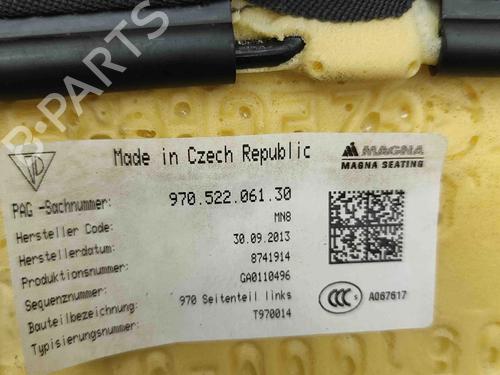 B-PARTS
Made in Czech Republic
MAGNA
MAGNA SEATING
PAG -Sachnummer: 970.522.061.30
Hersteller Code: MN8
Herstellerdatum: 30.09.2013
Produktionsnummer: 8741914
Sequenznummer: GA0110496
Bauteilbezeichnung: 970 Seitenteil links
Typisierungsnummer: T970014
CCC S A067617